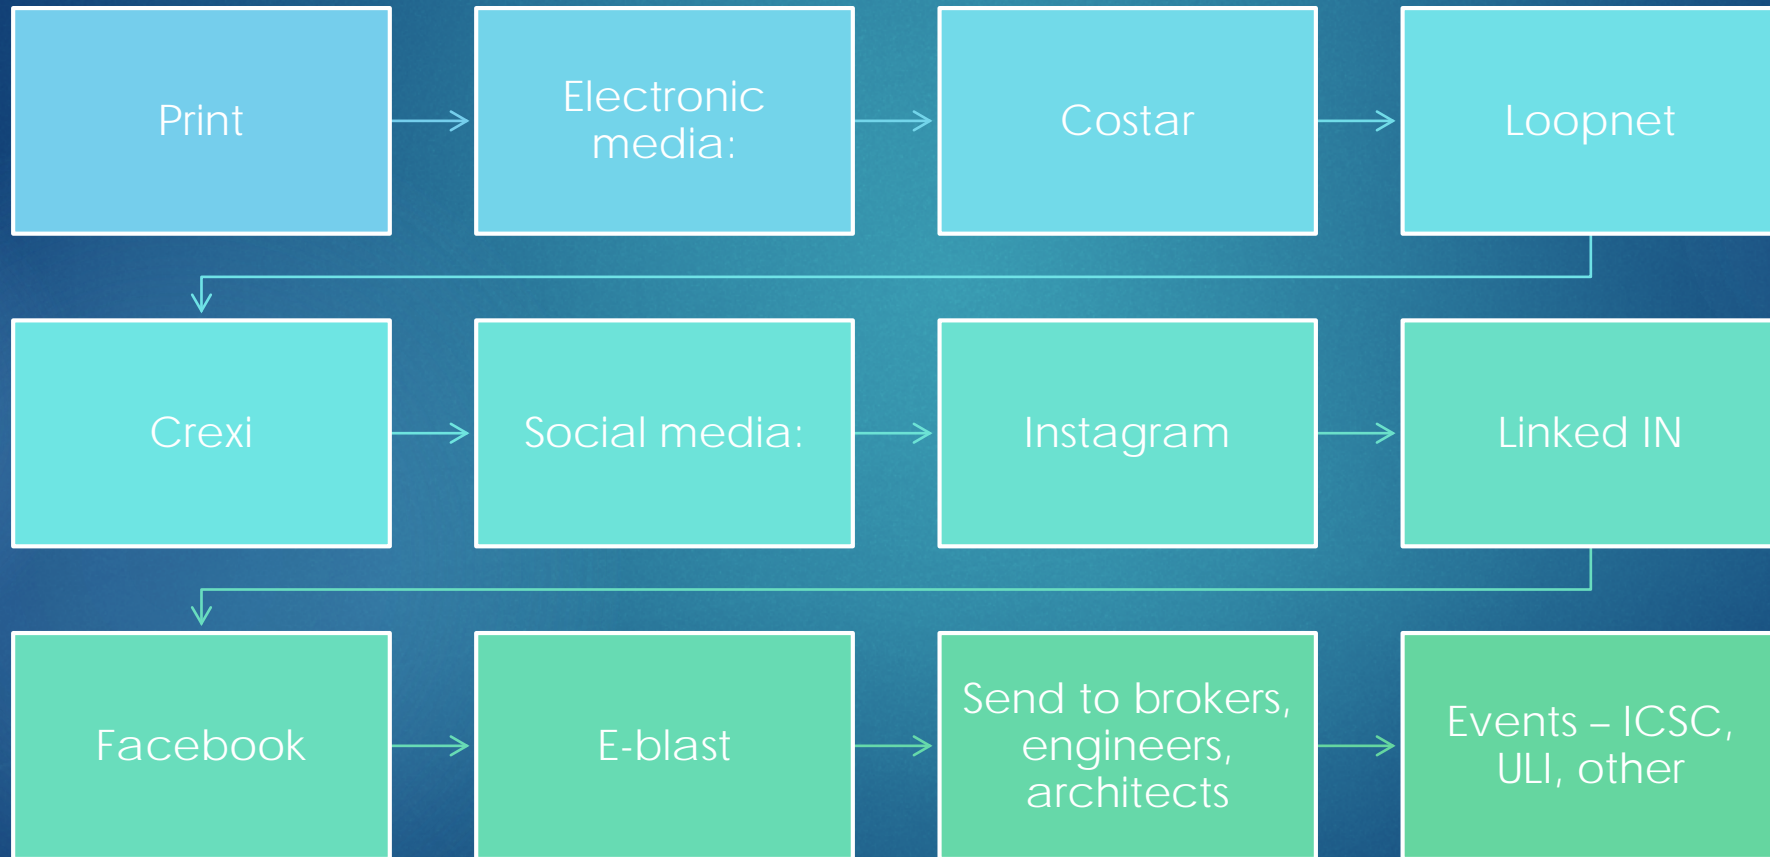 Print
Electronic
media:
Costar
Loopnet
Crexi
Social media:
Instagram
Linked IN
Facebook
E-blast
Send to brokers,
engineers,
architects
Events – ICSC,
ULI, other